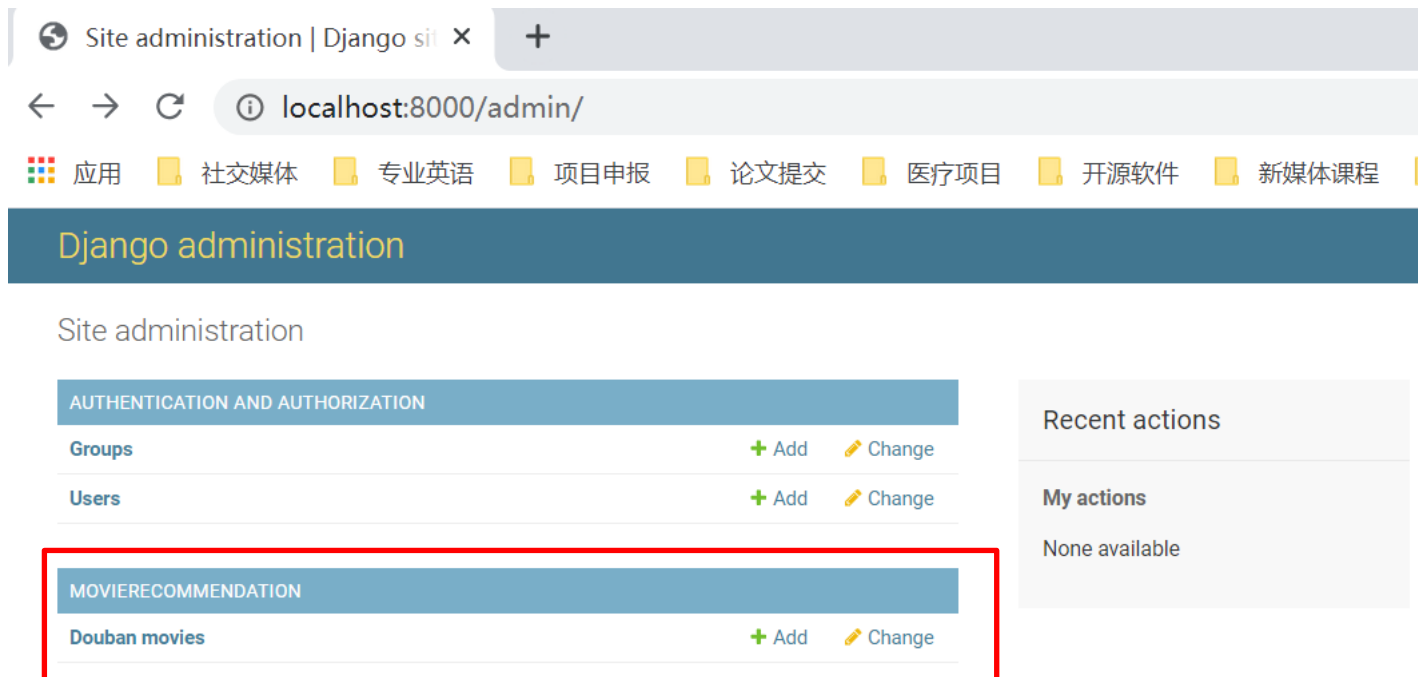 Site administration | Django sit
localhost:8000/admin/
应用 社交媒体 专业英语 项目申报 论文提交 医疗项目 开源软件 新媒体课程
Django administration
Site administration
AUTHENTICATION AND AUTHORIZATION
Groups Add Change
Users Add Change
MOVIERECOMMENDATION
Douban movies Add Change
Recent actions
My actions
None available